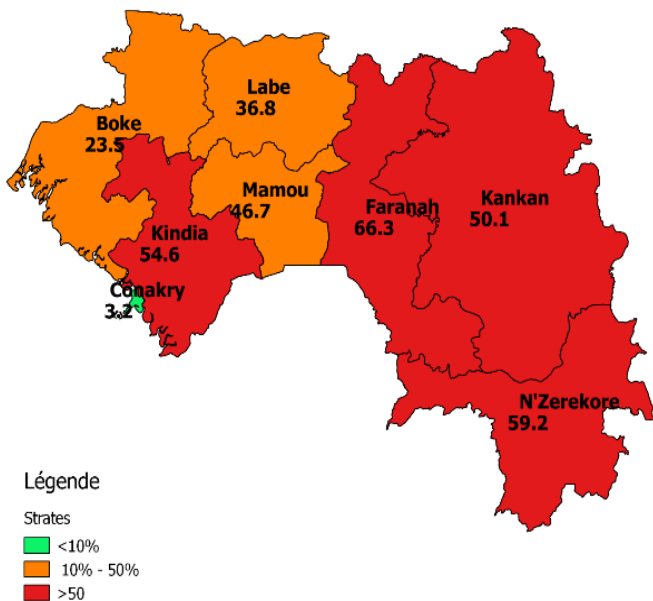 Labe
36.8
Boke
23.5
Mamou
46.7
Faranah
66.3
Kankan
50.1
Kindia
54.6
Conakry
3.2
N'Zerekore
59.2
Légende
Strates
<10%
10% - 50%
>50